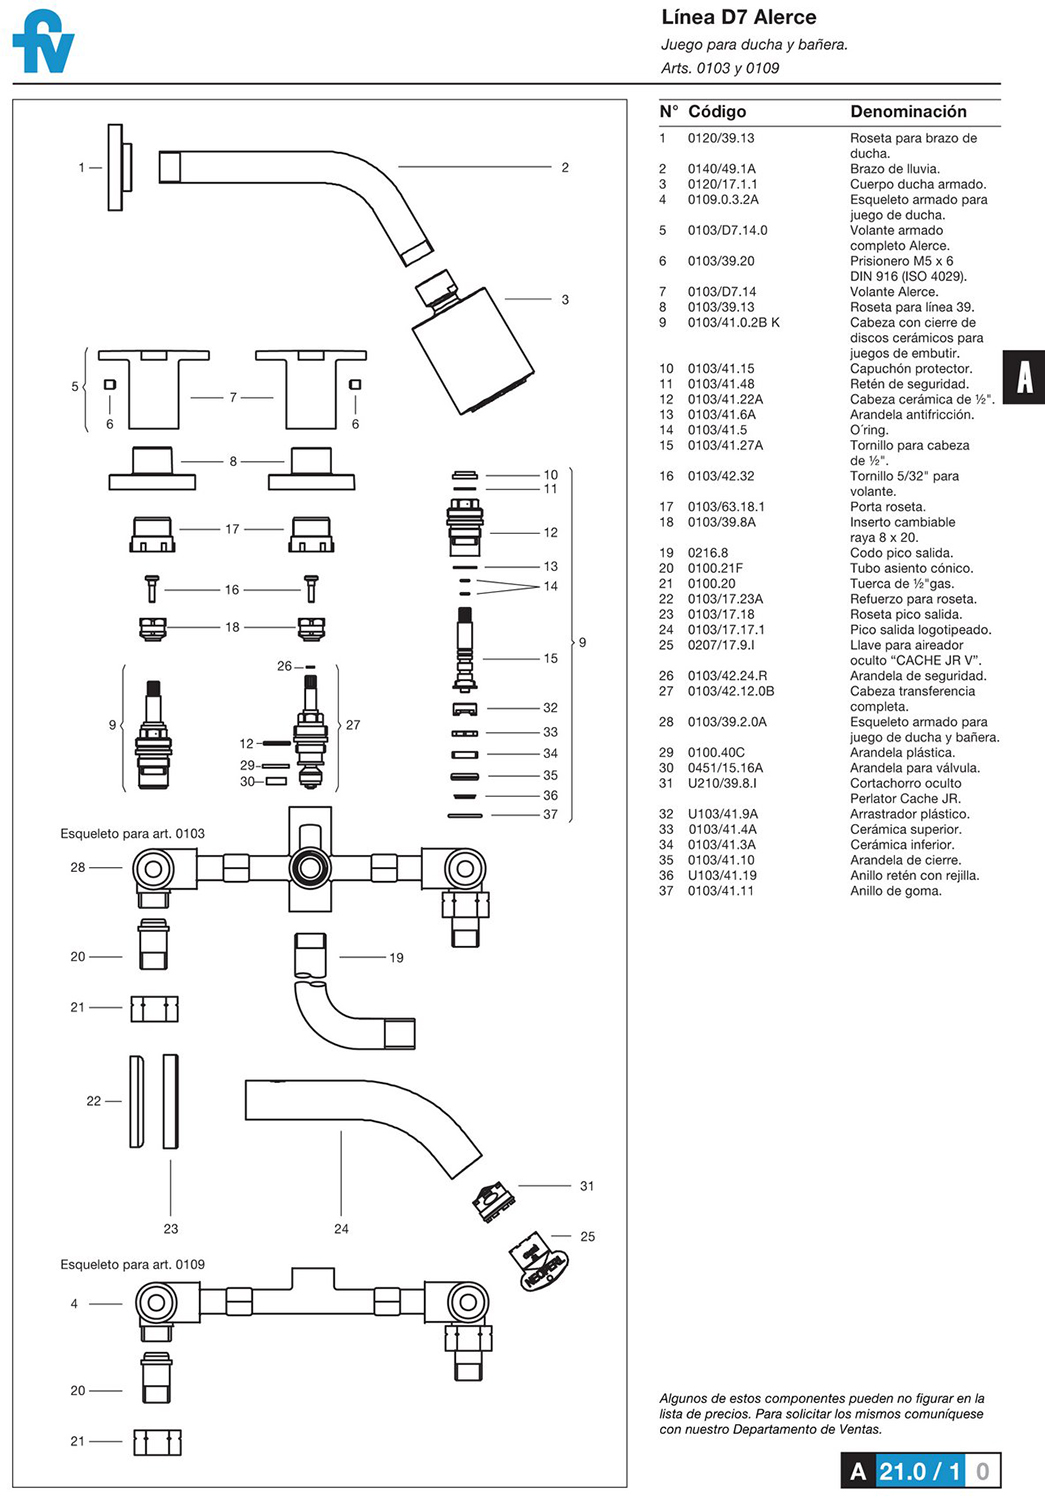 fv
Línea D7 Alerce
Juego para ducha y bañera.
Arts. 0103 y 0109
N° Código Denominación
1 0120/39.13 Roseta para brazo de
ducha.
2 0140/49.1A Brazo de lluvia.
3 0120/17.1.1 Cuerpo ducha armado.
4 0109.0.3.2A Esqueleto armado para
juego de ducha.
5 0103/D7.14.0 Volante armado
completo Alerce.
6 0103/39.20 Prisionero M5 x 6
DIN 916 (ISO 4029).
7 0103/D7.14 Volante Alerce.
8 0103/39.13 Roseta para línea 39.
9 0103/41.0.2B K Cabeza con cierre de
discos cerámicos para
juegos de embutir.
10 0103/41.15 Capuchón protector.
11 0103/41.48 Retén de seguridad.
12 0103/41.22A Cabeza cerámica de ½".
13 0103/41.6A Arandela antifricción.
14 0103/41.5 O´ring.
15 0103/41.27A Tornillo para cabeza
de ½".
16 0103/42.32 Tornillo 5/32" para
volante.
17 0103/63.18.1 Porta roseta.
18 0103/39.8A Inserto cambiable
raya 8 x 20.
19 0216.8 Codo pico salida.
20 0100.21F Tubo asiento cónico.
21 0100.20 Tuerca de ½"gas.
22 0103/17.23A Refuerzo para roseta.
23 0103/17.18 Roseta pico salida.
24 0103/17.17.1 Pico salida logotipeado.
25 0207/17.9.I Llave para aireador
oculto “CACHE JR V”.
26 0103/42.24.R Arandela de seguridad.
27 0103/42.12.0B Cabeza transferencia
completa.
28 0103/39.2.0A Esqueleto armado para
juego de ducha y bañera.
29 0100.40C Arandela plástica.
30 0451/15.16A Arandela para válvula.
31 U210/39.8.I Cortachorro oculto
Perlator Cache JR.
32 U103/41.9A Arrastrador plástico.
33 0103/41.4A Cerámica superior.
34 0103/41.3A Cerámica inferior.
35 0103/41.10 Arandela de cierre.
36 U103/41.19 Anillo retén con rejilla.
37 0103/41.11 Anillo de goma.
A
1
2
3
5
6
7
6
8
10
11
17
12
13
16
14
18
9
15
26
9
27
32
12
33
29
34
30
35
36
37
Esqueleto para art. 0103
28
20
19
21
22
23
24
31
25
NEOPERL
Esqueleto para art. 0109
4
20
21
Algunos de estos componentes pueden no figurar en la
lista de precios. Para solicitar los mismos comuníquese
con nuestro Departamento de Ventas.
A 21.0 / 1 0